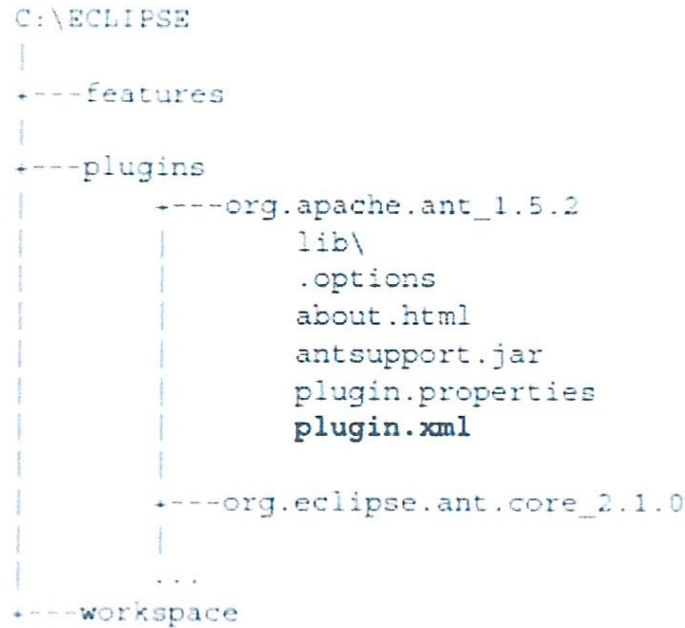 C:\ECLIPSE
|
+---features
|
+---plugins
|         +---org.apache.ant_1.5.2
|         |         lib\
|         |         .options
|         |         about.html
|         |         antsupport.jar
|         |         plugin.properties
|         |         plugin.xml
|         |
|         +---org.eclipse.ant.core_2.1.0
|         |
|         ...
+---workspace